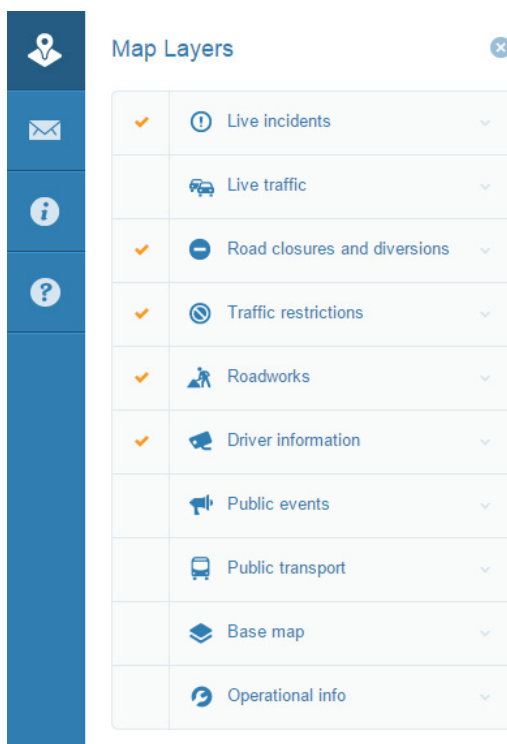 Map Layers
Live incidents
Live traffic
Road closures and diversions
Traffic restrictions
Roadworks
Driver information
Public events
Public transport
Base map
Operational info